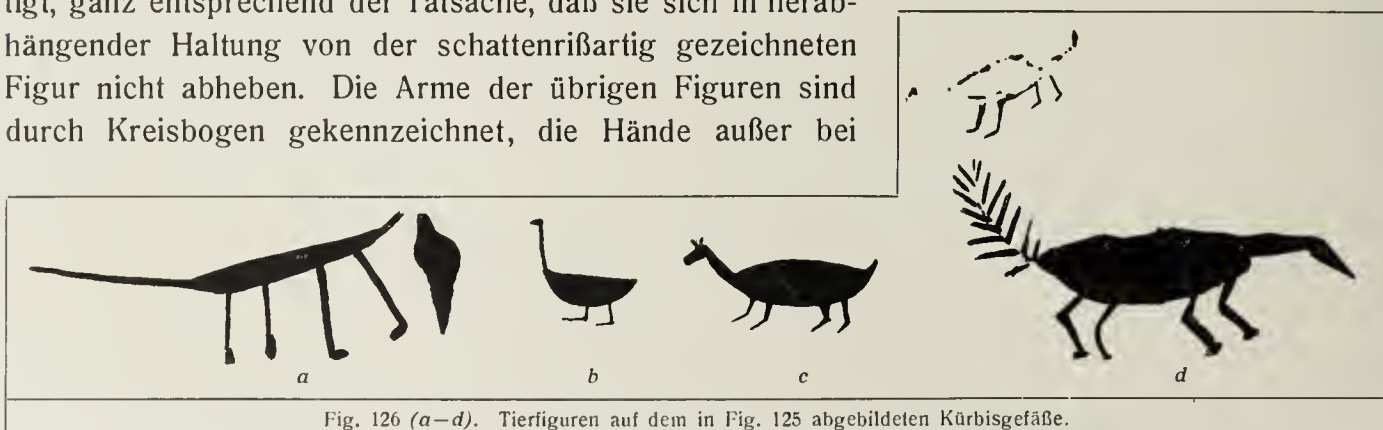 tigt, ganz entsprechend der Tatsache, daß sie sich in herab-
hängender Haltung von der schattenrißartig gezeichneten
Figur nicht abheben. Die Arme der übrigen Figuren sind
durch Kreisbogen gekennzeichnet, die Hände außer bei
a b c d
Fig. 126 (a—d). Tierfiguren auf dem in Fig. 125 abgebildeten Kürbisgefäße.